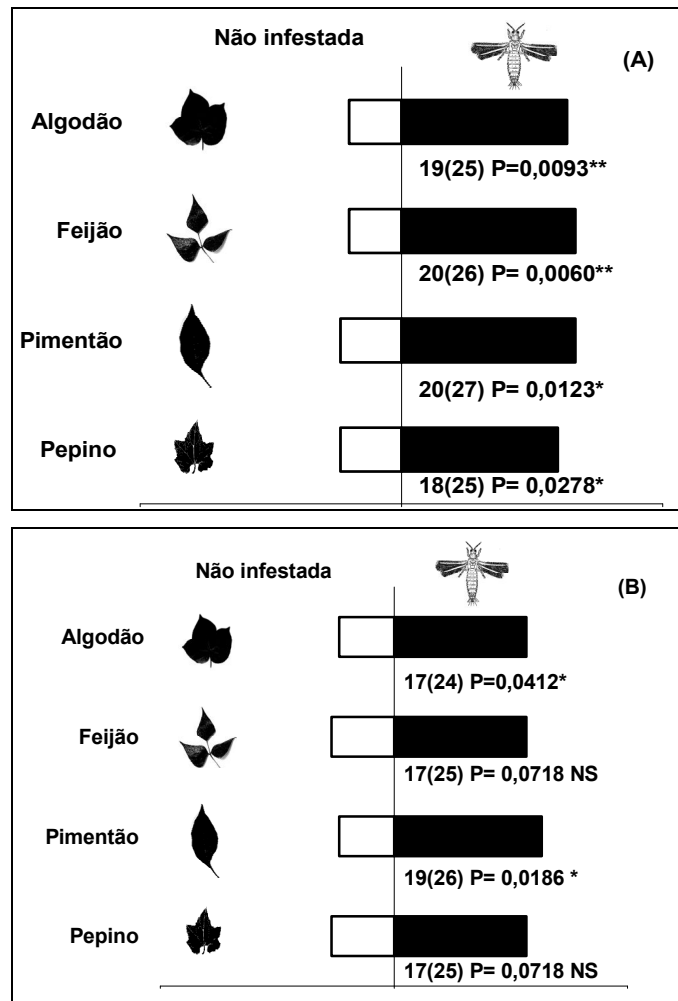 Não infestada
(A)
Algodão
19(25) P=0,0093**
Feijão
20(26) P= 0,0060**
Pimentão
20(27) P= 0,0123*
Pepino
18(25) P= 0,0278*
Não infestada
(B)
Algodão
17(24) P=0,0412*
Feijão
17(25) P= 0,0718 NS
Pimentão
19(26) P= 0,0186 *
Pepino
17(25) P= 0,0718 NS